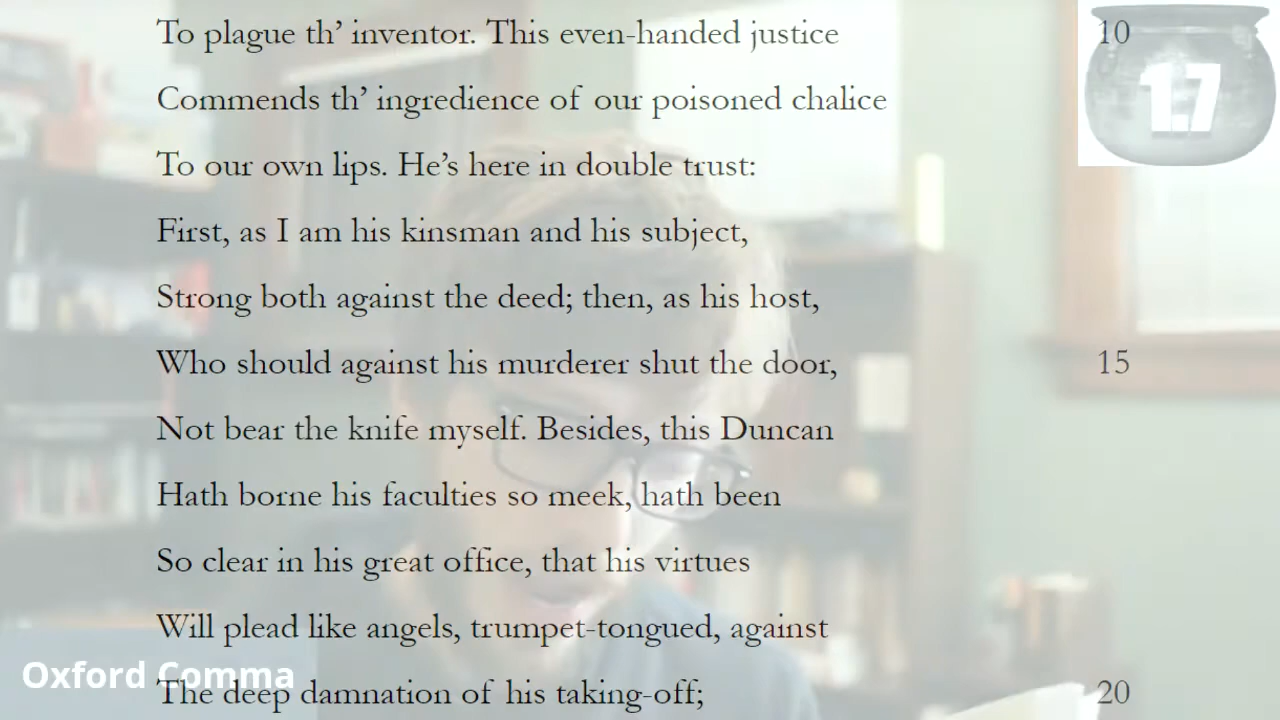 To plague th’ inventor. This even-handed justice 10
Commends th’ ingredience of our poisoned chalice
17
To our own lips. He’s here in double trust:
First, as I am his kinsman and his subject,
Strong both against the deed; then, as his host,
Who should against his murderer shut the door, 15
Not bear the knife myself. Besides, this Duncan
Hath borne his faculties so meek, hath been
So clear in his great office, that his virtues
Will plead like angels, trumpet-tongued, against
Oxford Comma
The deep damnation of his taking-off; 20